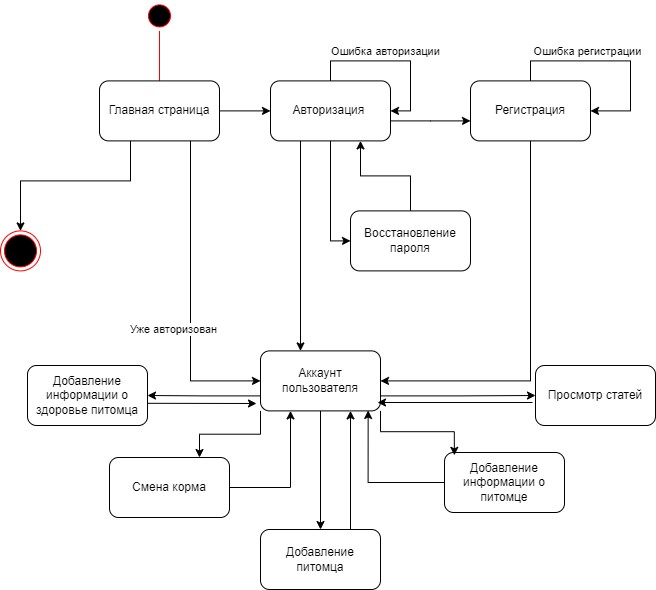 Ошибка авторизации
Ошибка регистрации
Главная страница
Авторизация
Регистрация
Восстановление
пароля
Уже авторизован
Аккаунт
пользователя
Добавление
информации о
здоровье питомца
Просмотр статей
Смена корма
Добавление
информации о
питомце
Добавление
питомца